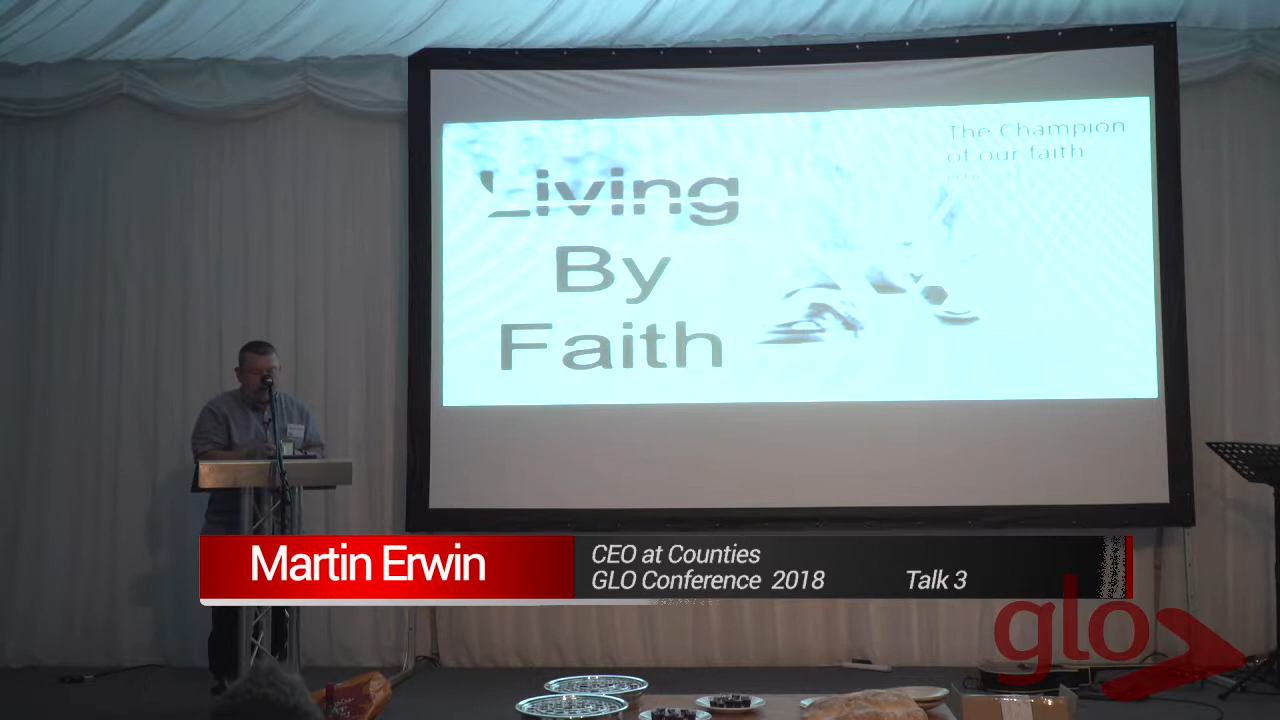 The Champion
of our faith
Living
By
Faith
Martin Erwin
CEO at Counties
GLO Conference 2018
Talk 3
glo